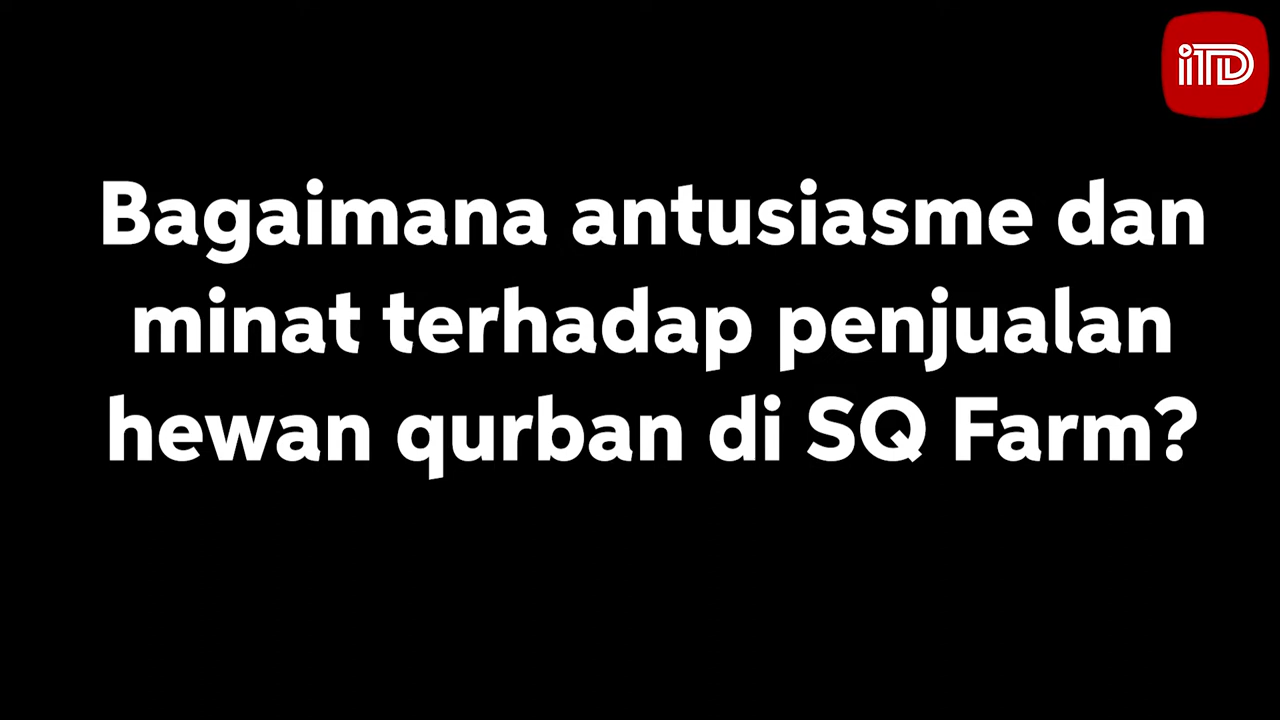 iTD
Bagaimana antusiasme dan
minat terhadap penjualan
hewan qurban di SQ Farm?